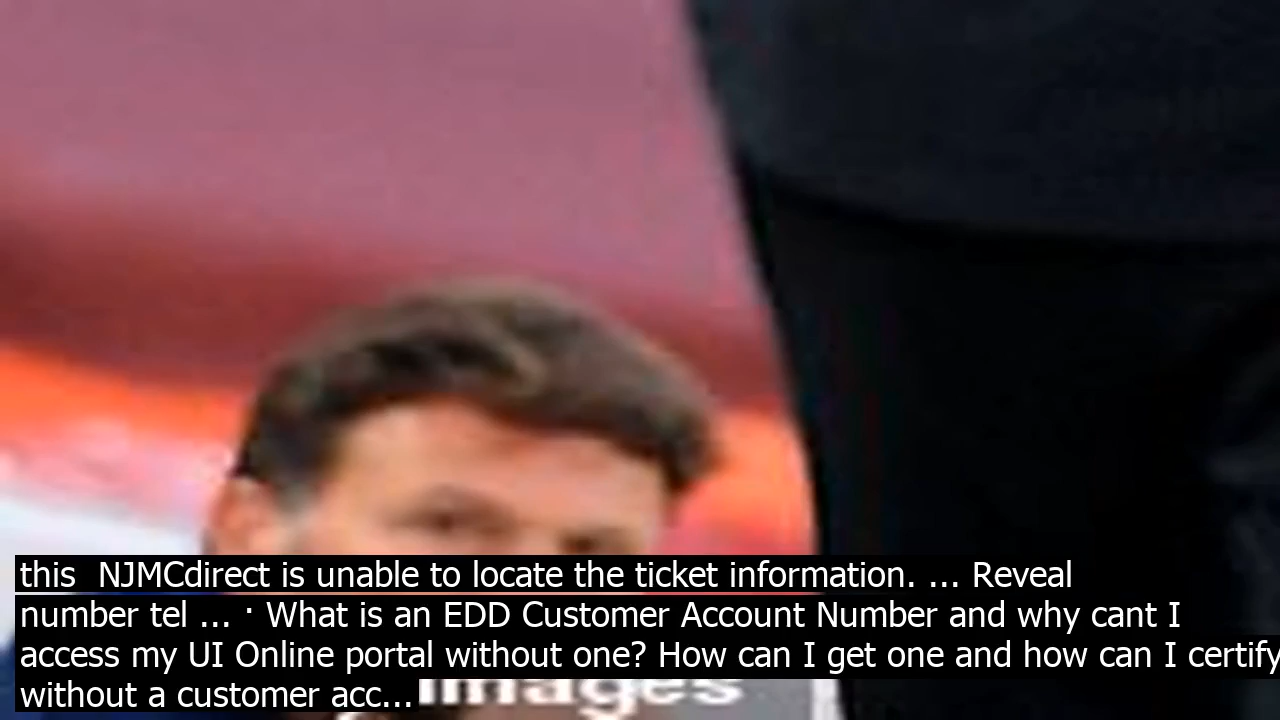 this  NJMCdirect is unable to locate the ticket information. ... Reveal
number tel ... · What is an EDD Customer Account Number and why cant I
access my UI Online portal without one? How can I get one and how can I certify
without a customer acc...
images